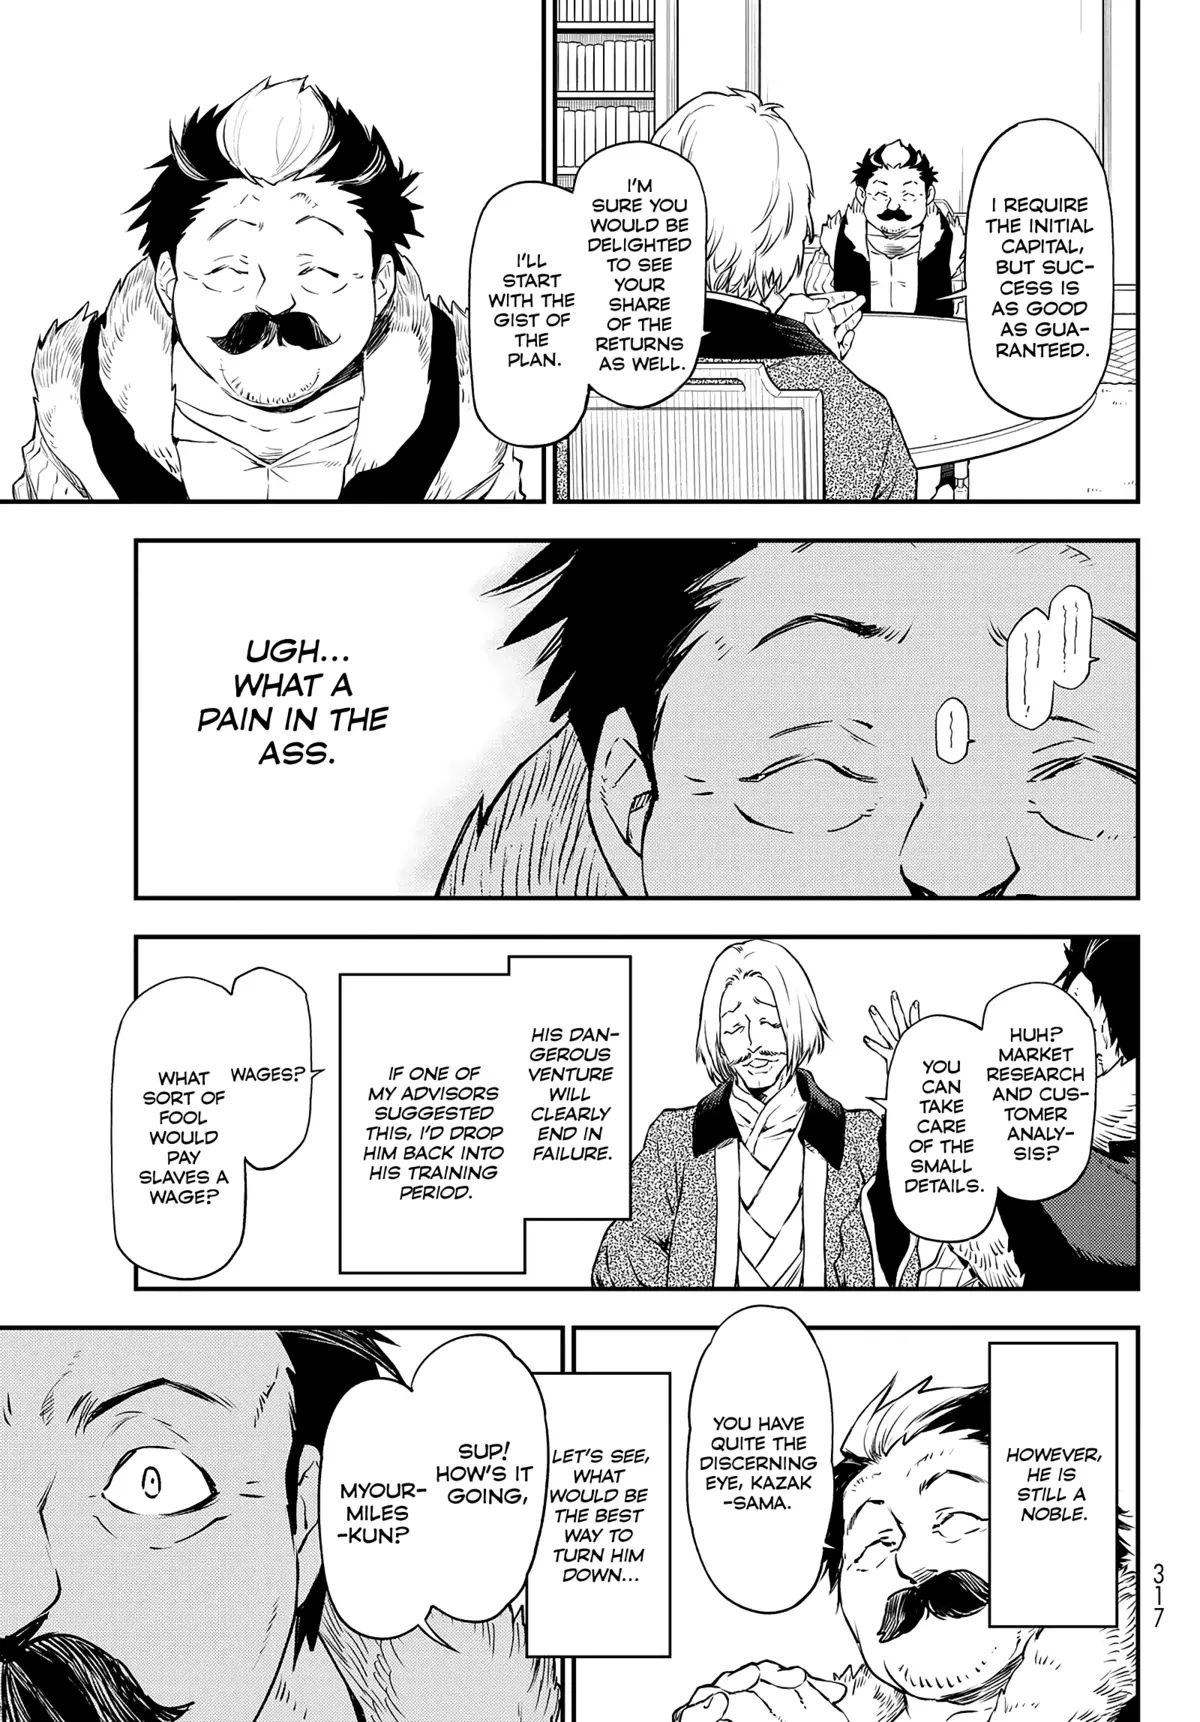 I REQUIRE
THE INITIAL
CAPITAL,
BUT SUC-
CESS IS
AS GOOD
AS GUA-
RANTEED.
I'M
SURE YOU
WOULD BE
DELIGHTED
TO SEE
YOUR
SHARE
OF THE
RETURNS
AS WELL.
I'LL
START
WITH THE
GIST OF
THE
PLAN.
UGH...
WHAT A
PAIN IN THE
ASS.
HUH?
MARKET
RESEARCH
AND CUS-
TOMER
ANALY-
SIS?
YOU
CAN
TAKE
CARE
OF THE
SMALL
DETAILS.
HIS DAN-
GEROUS
VENTURE
WILL
CLEARLY
END IN
FAILURE.
IF ONE OF
MY ADVISORS
SUGGESTED
THIS, I'D DROP
HIM BACK INTO
HIS TRAINING
PERIOD.
WAGES?
WHAT
SORT OF
FOOL
WOULD
PAY
SLAVES A
WAGE?
HOWEVER,
HE IS
STILL A
NOBLE.
YOU HAVE
QUITE THE
DISCERNING
EYE, KAZAK
-SAMA.
LET'S SEE,
WHAT
WOULD BE
THE BEST
WAY TO
TURN HIM
DOWN...
SUP!
HOW'S IT
GOING,
MYOUR-
MILES
-KUN?
317